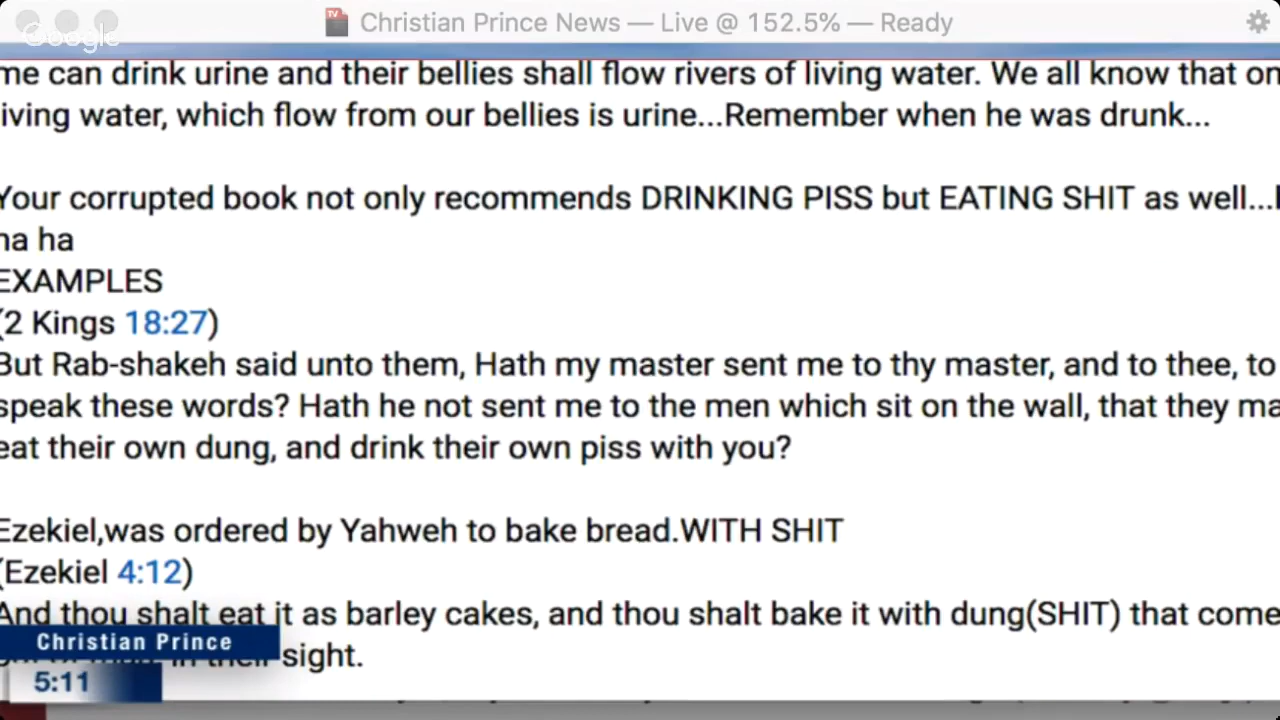 Christian Prince News — Live @ 152.5% — Ready
Google
me can drink urine and their bellies shall flow rivers of living water. We all know that on
iving water, which flow from our bellies is urine...Remember when he was drunk...
Your corrupted book not only recommends DRINKING PISS but EATING SHIT as well...
ha ha
EXAMPLES
(2 Kings 18:27)
But Rab-shakeh said unto them, Hath my master sent me to thy master, and to thee, to
speak these words? Hath he not sent me to the men which sit on the wall, that they ma
eat their own dung, and drink their own piss with you?
Ezekiel,was ordered by Yahweh to bake bread.WITH SHIT
(Ezekiel 4:12)
And thou shalt eat it as barley cakes, and thou shalt bake it with dung(SHIT) that come
in their sight.
Christian Prince
5:11